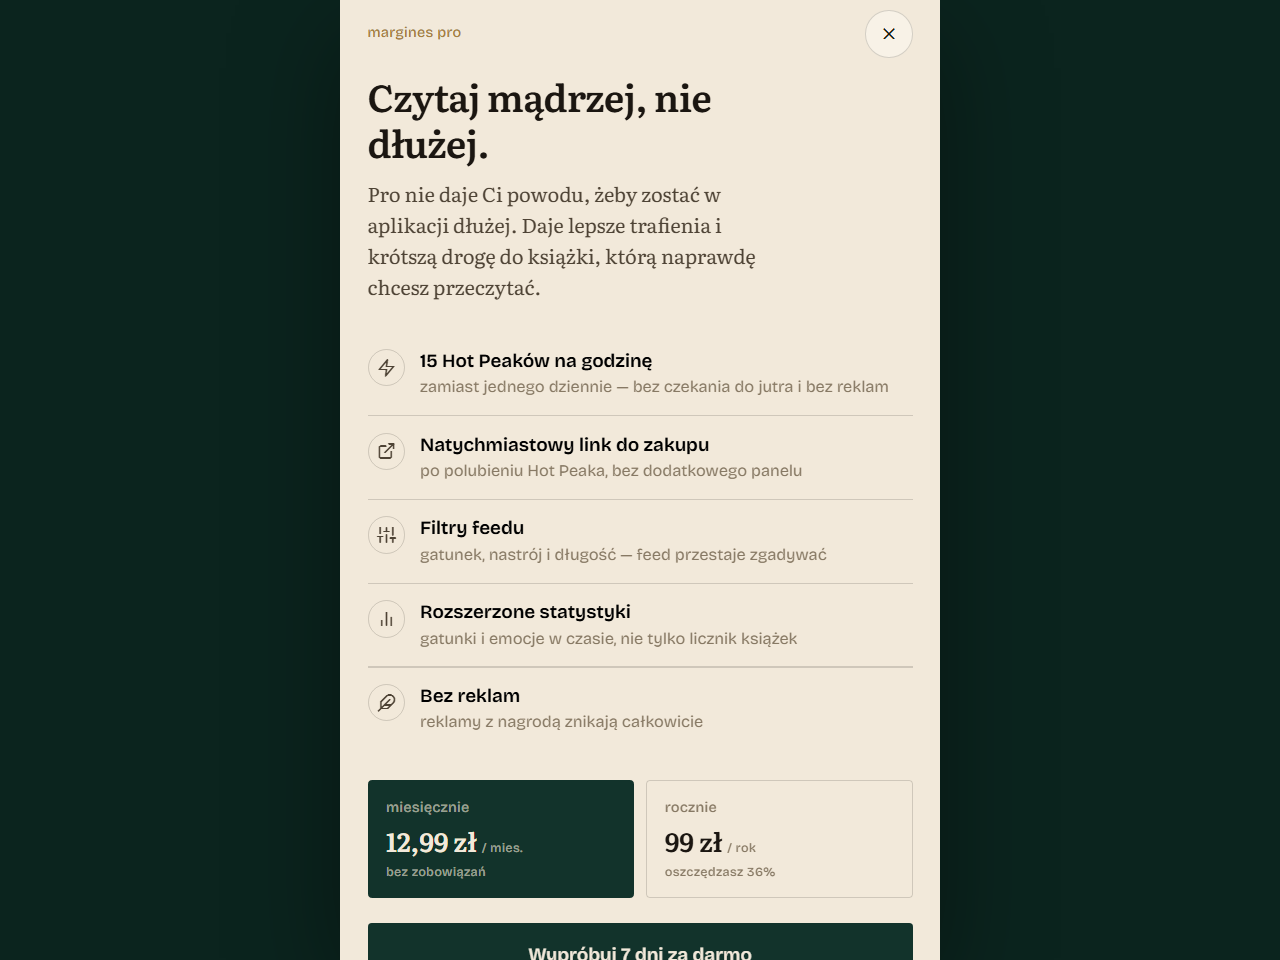 margines pro
Czytaj mądrzej, nie
dłużej.
Pro nie daje Ci powodu, żeby zostać w
aplikacji dłużej. Daje lepsze trafienia i
krótszą drogę do książki, którą naprawdę
chcesz przeczytać.
15 Hot Peaków na godzinę
zamiast jednego dziennie — bez czekania do jutra i bez reklam
Natychmiastowy link do zakupu
po polubieniu Hot Peaka, bez dodatkowego panelu
Filtry feedu
gatunek, nastrój i długość — feed przestaje zgadywać
Rozszerzone statystyki
gatunki i emocje w czasie, nie tylko licznik książek
Bez reklam
reklamy z nagrodą znikają całkowicie
miesięcznie
12,99 zł / mies.
bez zobowiązań
rocznie
99 zł / rok
oszczędzasz 36%
Wypróbuj 7 dni za darmo